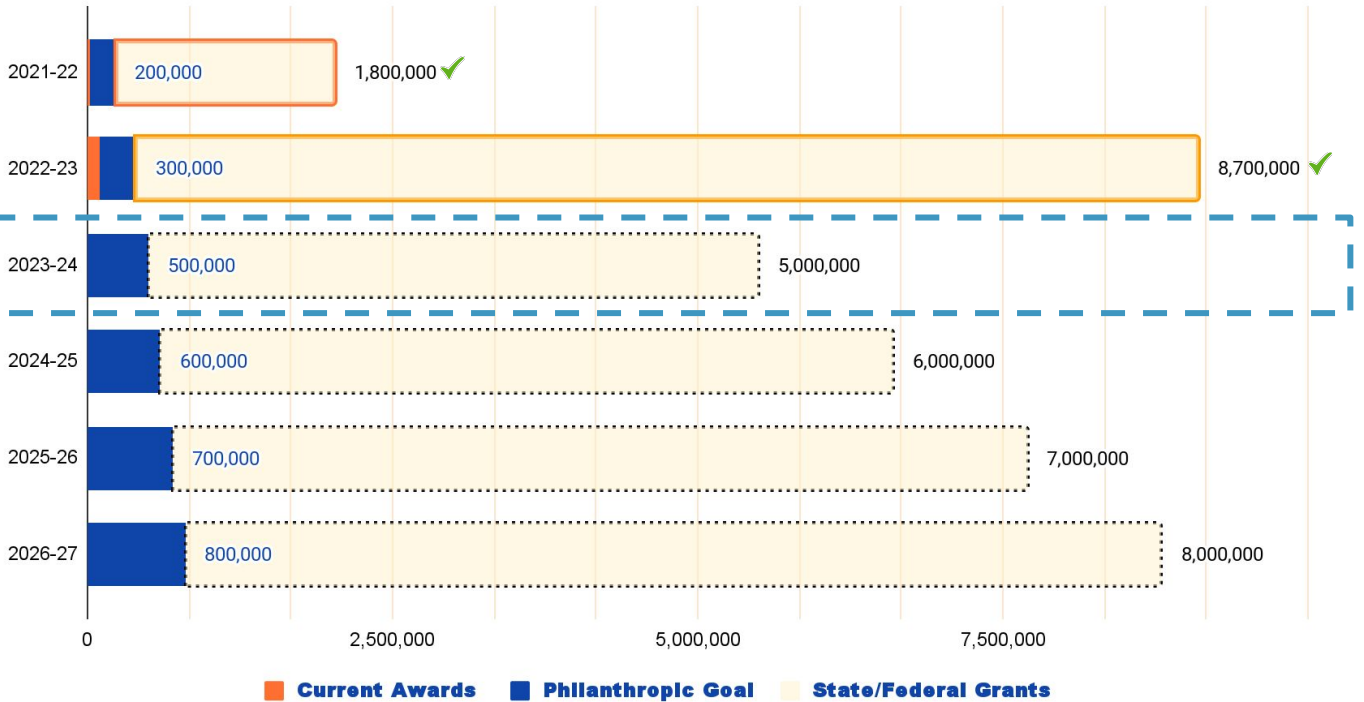 2021-22 200,000 1,800,000
2022-23 300,000 8,700,000
2023-24 500,000 5,000,000
2024-25 600,000 6,000,000
2025-26 700,000 7,000,000
2026-27 800,000 8,000,000
0 2,500,000 5,000,000 7,500,000
Current Awards Philanthropic Goal State/Federal Grants